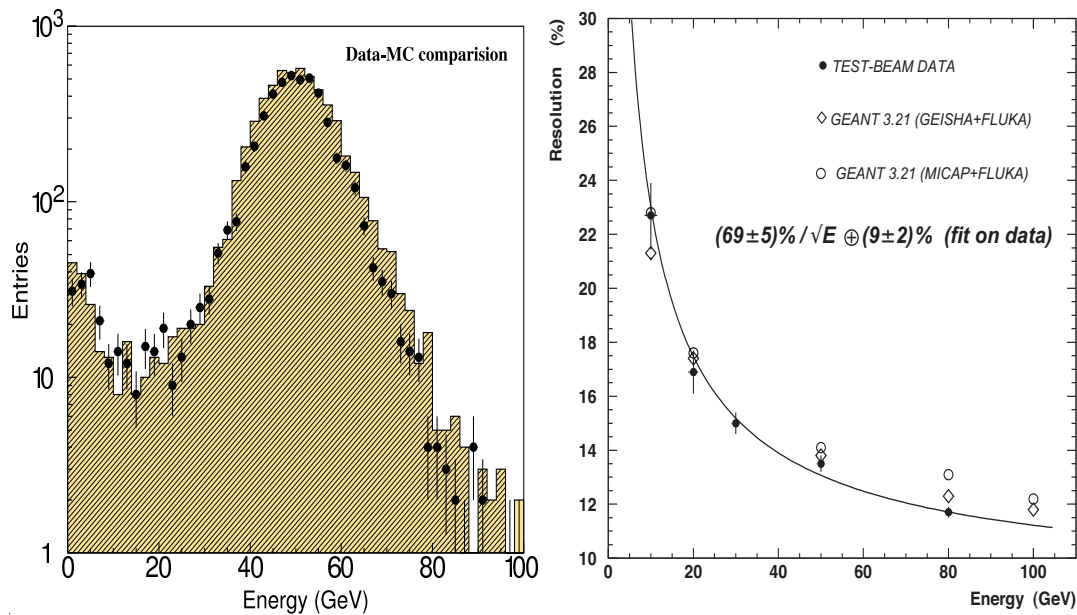 Data-MC comparision
10³
10²
10
1
Entries
0 20 40 60 80 100
Energy (GeV)
Resolution (%)
30
28
26
24
22
20
18
16
14
12
10
TEST-BEAM DATA
GEANT 3.21 (GEISHA+FLUKA)
GEANT 3.21 (MICAP+FLUKA)
(69±5)% / √E ⊕ (9±2)% (fit on data)
0 20 40 60 80 100
Energy (GeV)